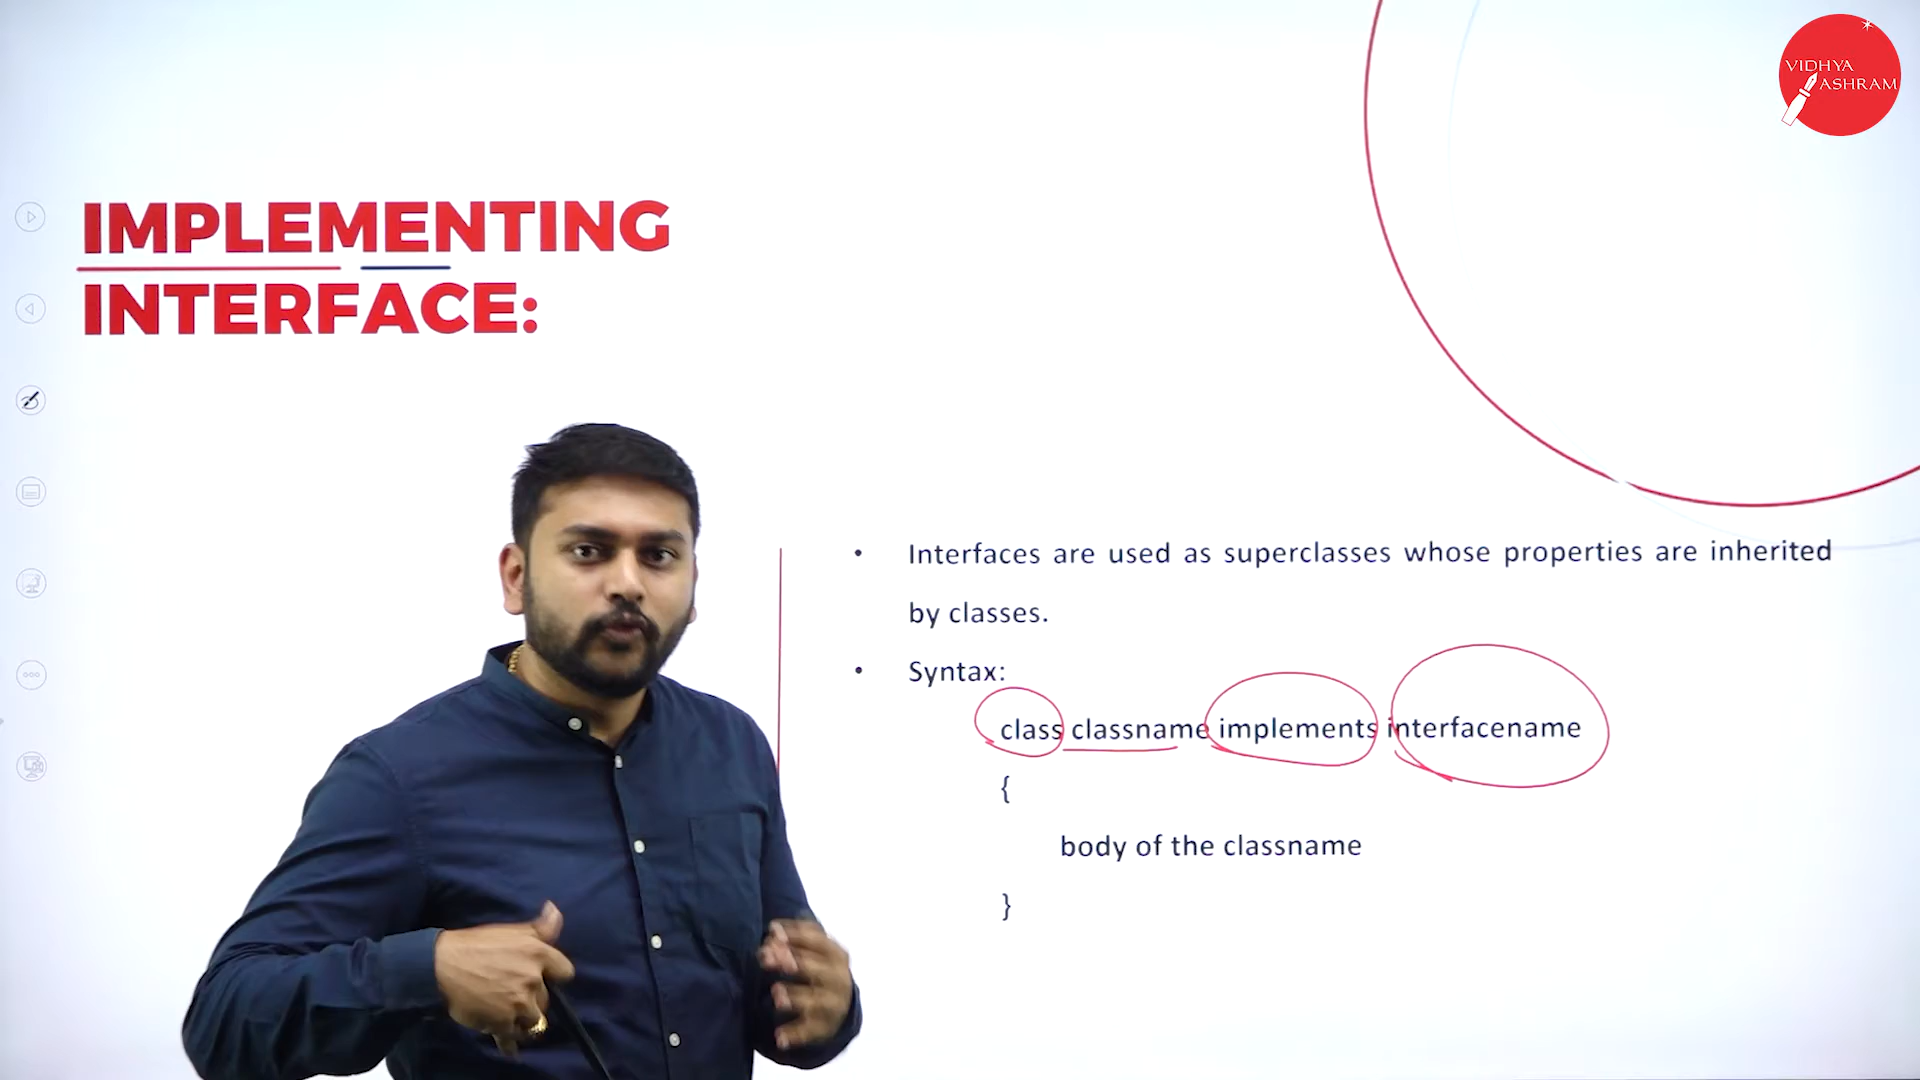 VIDHYA
ASHRAM
IMPLEMENTING
INTERFACE:
• Interfaces are used as superclasses whose properties are inherited
by classes.
• Syntax:
class classname implements interfacename
{
body of the classname
}